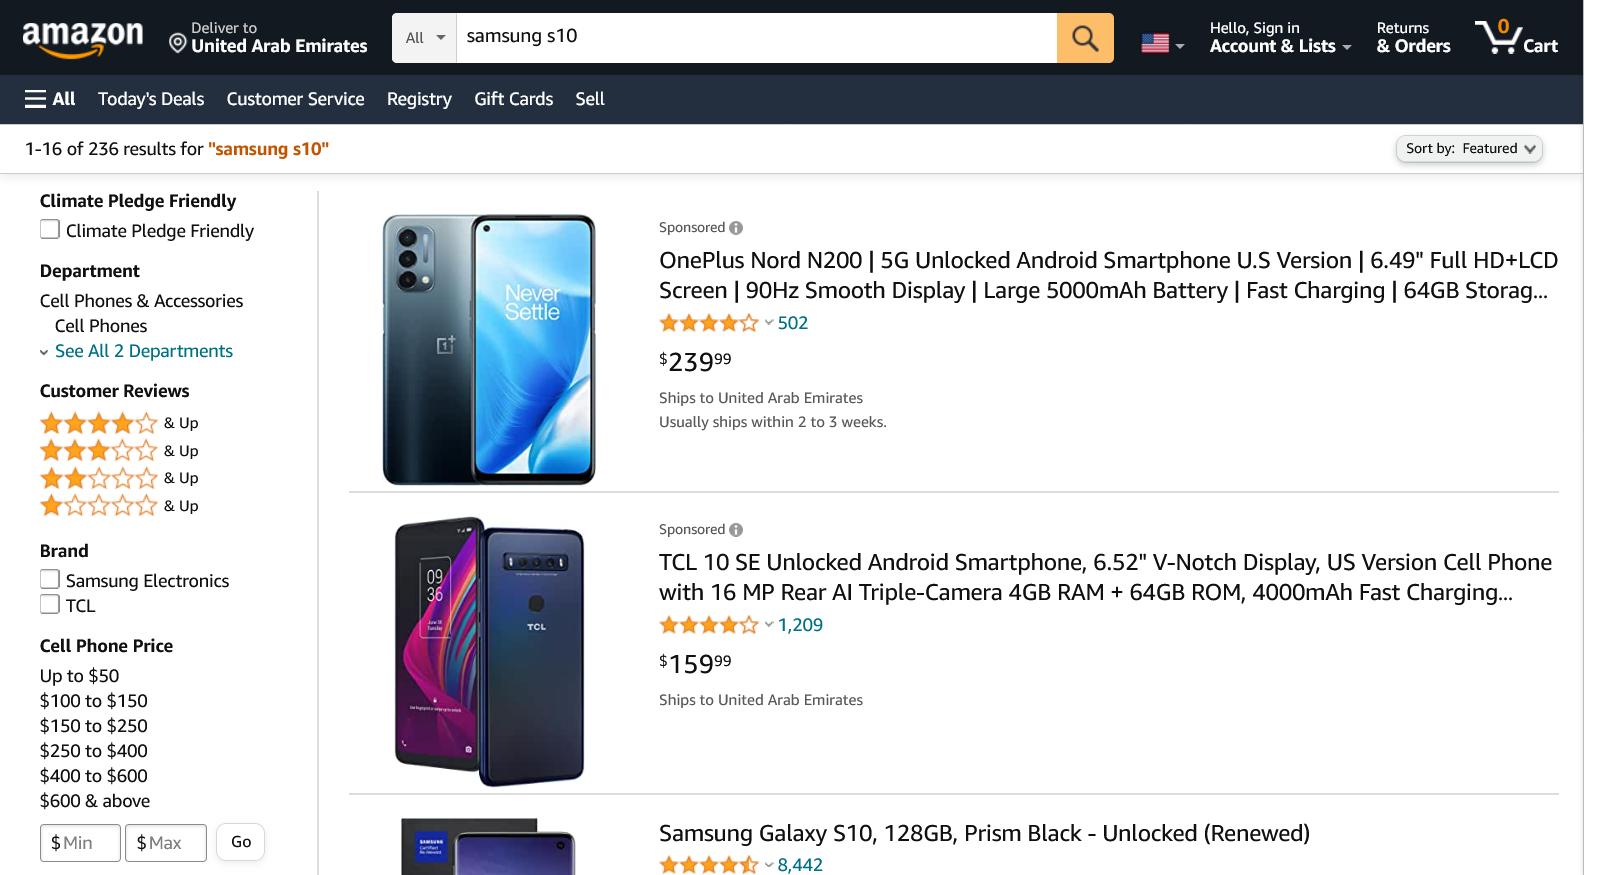 amazon
Deliver to
United Arab Emirates
All
samsung s10
Hello, Sign in
Account & Lists
Returns
& Orders
0
Cart
All
Today's Deals
Customer Service
Registry
Gift Cards
Sell
1-16 of 236 results for "samsung s10"
Sort by: Featured
Climate Pledge Friendly
Climate Pledge Friendly
Department
Cell Phones & Accessories
Cell Phones
See All 2 Departments
Customer Reviews
& Up
& Up
& Up
& Up
Brand
Samsung Electronics
TCL
Cell Phone Price
Up to $50
$100 to $150
$150 to $250
$250 to $400
$400 to $600
$600 & above
$ Min
$ Max
Go
Never
Settle
Sponsored
OnePlus Nord N200 | 5G Unlocked Android Smartphone U.S Version | 6.49" Full HD+LCD
Screen | 90Hz Smooth Display | Large 5000mAh Battery | Fast Charging | 64GB Storag...
502
$239 99
Ships to United Arab Emirates
Usually ships within 2 to 3 weeks.
09
36
TCL
Sponsored
TCL 10 SE Unlocked Android Smartphone, 6.52" V-Notch Display, US Version Cell Phone
with 16 MP Rear AI Triple-Camera 4GB RAM + 64GB ROM, 4000mAh Fast Charging...
1,209
$159 99
Ships to United Arab Emirates
SAMSUNG
Certified
Re-Newed
Samsung Galaxy S10, 128GB, Prism Black - Unlocked (Renewed)
8,442